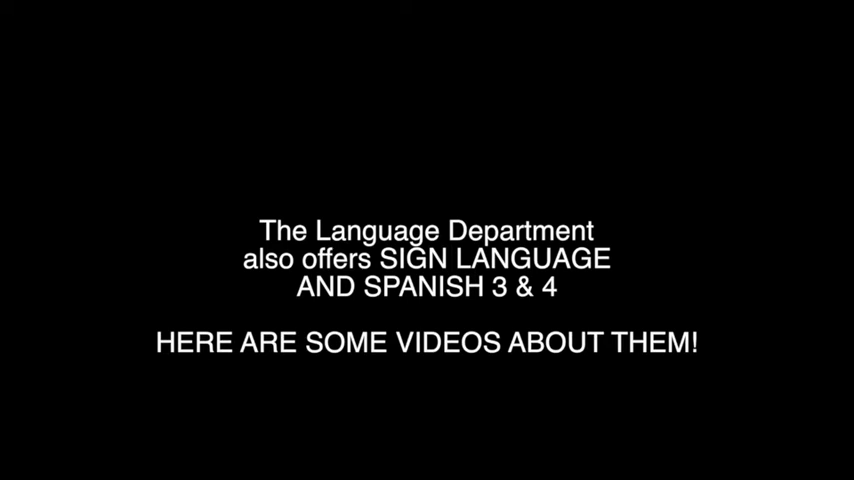 The Language Department
also offers SIGN LANGUAGE
AND SPANISH 3 & 4
HERE ARE SOME VIDEOS ABOUT THEM!